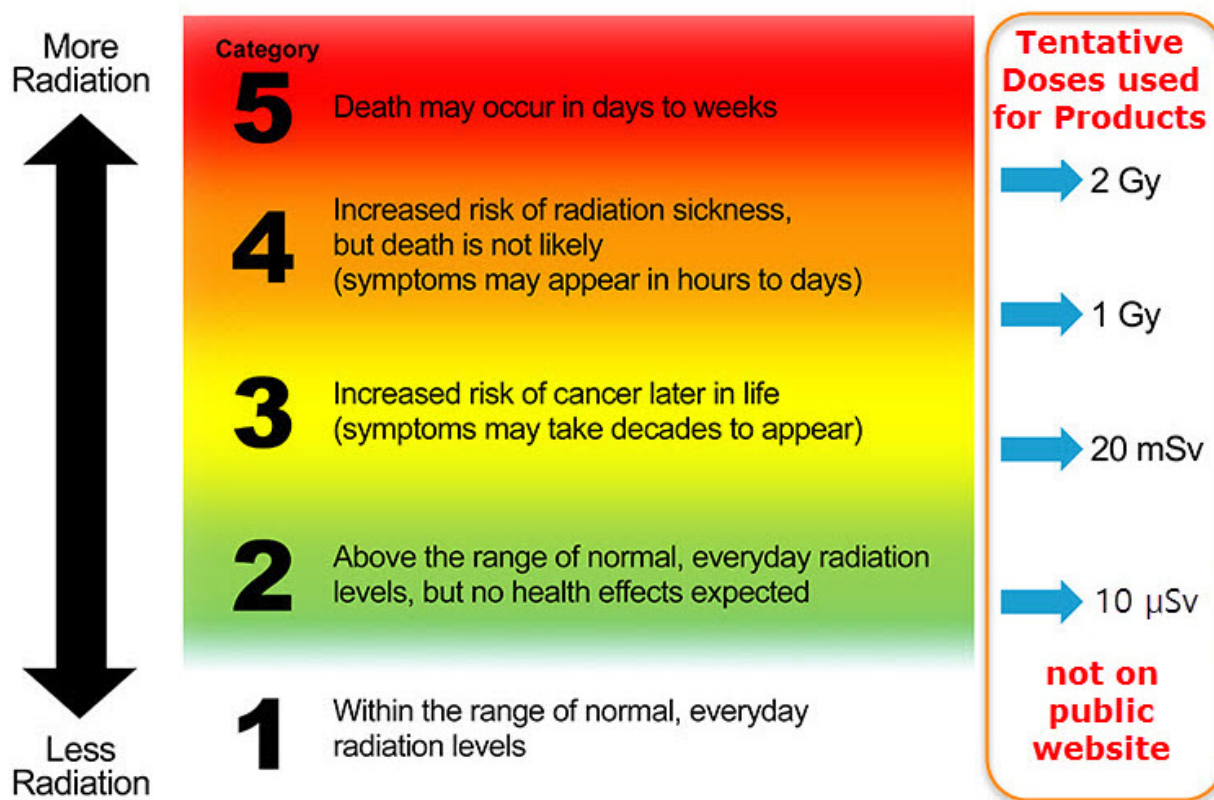 More
Radiation
Less
Radiation
Category
5
Death may occur in days to weeks
4
Increased risk of radiation sickness,
but death is not likely
(symptoms may appear in hours to days)
3
Increased risk of cancer later in life
(symptoms may take decades to appear)
2
Above the range of normal, everyday radiation
levels, but no health effects expected
1
Within the range of normal, everyday
radiation levels
Tentative
Doses used
for Products
2 Gy
1 Gy
20 mSv
10 μSv
not on
public
website